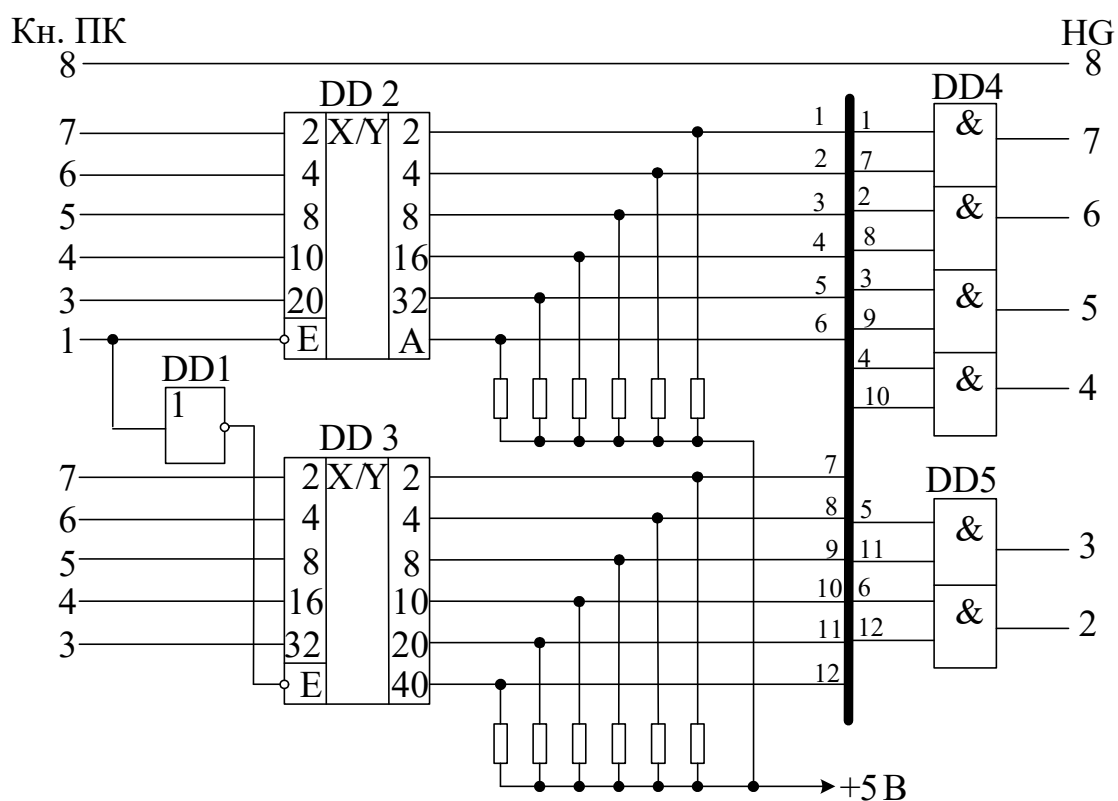 Кн. ПК HG
8 8
DD 2 DD4
7 2 X/Y 2 1 1 & 7
6 4 4 2 7
5 8 8 3 2 & 6
4 10 16 4 8
3 20 32 5 3 & 5
1 E A 6 9
DD1 4 & 4
1 10
DD 3
7 2 X/Y 2 7 DD5
6 4 4 8 5 & 3
5 8 8 9 11
4 16 10 10 6 & 2
3 32 20 11 12
E 40 12
+5 В